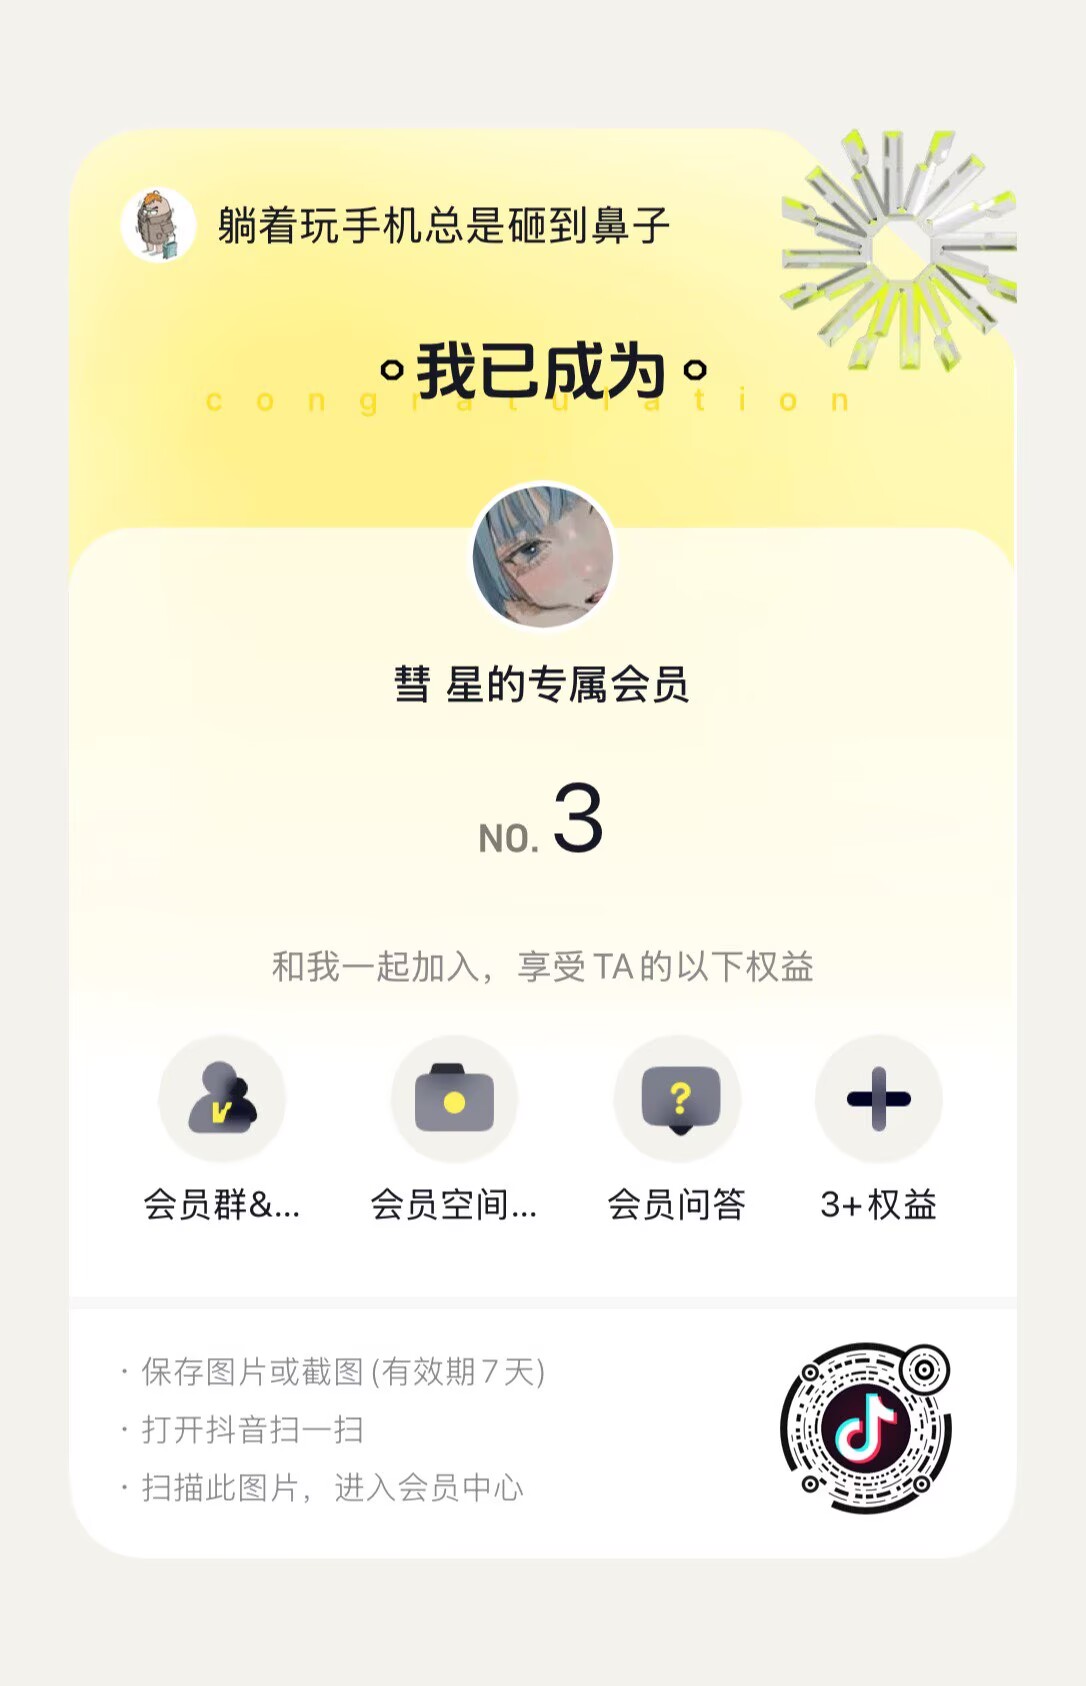 躺着玩手机总是砸到鼻子
我已成为
congratulation
彗 星的专属会员
NO. 3
和我一起加入，享受TA的以下权益
会员群&...
会员空间...
会员问答
3+权益
· 保存图片或截图(有效期7天)
· 打开抖音扫一扫
· 扫描此图片，进入会员中心